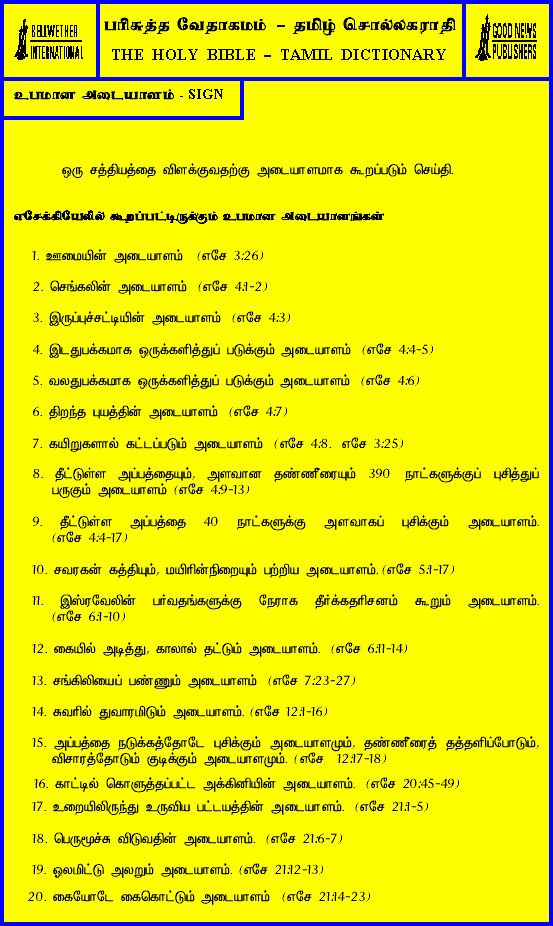 BELLWETHER
INTERNATIONAL
பரிசுத்த வேதாகமம் – தமிழ் சொல்லகராதி
THE HOLY BIBLE – TAMIL DICTIONARY
GOOD NEWS
PUBLISHERS
உபமான அடையாளம் - SIGN
ஒரு சத்தியத்தை விளக்குவதற்கு அடையாளமாக கூறப்படும் செய்தி.
எசேக்கியேலில் கூறப்பட்டிருக்கும் உபமான அடையாளங்கள்
1. ஊமையின் அடையாளம் (எசே 3:26)
2. செங்கலின் அடையாளம் (எசே 4:1-2)
3. இருப்புச்சட்டியின் அடையாளம் (எசே 4:3)
4. இடதுபக்கமாக ஒருக்களித்துப் படுக்கும் அடையாளம் (எசே 4:4-5)
5. வலதுபக்கமாக ஒருக்களித்துப் படுக்கும் அடையாளம் (எசே 4:6)
6. திறந்த புயத்தின் அடையாளம் (எசே 4:7)
7. கயிறுகளால் கட்டப்படும் அடையாளம் (எசே 4:8. எசே 3:25)
8. தீட்டுள்ள அப்பத்தையும், அளவான தண்ணீரையும் 390 நாட்களுக்குப் புசித்துப்
பருகும் அடையாளம் (எசே 4:9-13)
9. தீட்டுள்ள அப்பத்தை 40 நாட்களுக்கு அளவாகப் புசிக்கும் அடையாளம்.
(எசே 4:4-17)
10. சவரகன் கத்தியும், மயிரின்நிறையும் பற்றிய அடையாளம். (எசே 5:1-17)
11. இஸ்ரவேலின் பர்வதங்களுக்கு நேராக தீர்க்கதரிசனம் கூறும் அடையாளம்.
(எசே 6:1-10)
12. கையில் அடித்து, காலால் தட்டும் அடையாளம். (எசே 6:11-14)
13. சங்கிலியைப் பண்ணும் அடையாளம் (எசே 7:23-27)
14. சுவரில் துவாரமிடும் அடையாளம். (எசே 12:1-16)
15. அப்பத்தை நடுக்கத்தோடே புசிக்கும் அடையாளமும், தண்ணீரைத் தத்தளிப்போடும்,
விசாரத்தோடும் குடிக்கும் அடையாளமும். (எசே 12:17-18)
16. காட்டில் கொளுத்தப்பட்ட அக்கினியின் அடையாளம். (எசே 20:45-49)
17. உறையிலிருந்து உருவிய பட்டயத்தின் அடையாளம். (எசே 21:1-5)
18. பெருமூச்சு விடுவதின் அடையாளம். (எசே 21:6-7)
19. ஓலமிட்டு அலறும் அடையாளம். (எசே 21:12-13)
20. கையோடே கைகொட்டும் அடையாளம் (எசே 21:14-23)